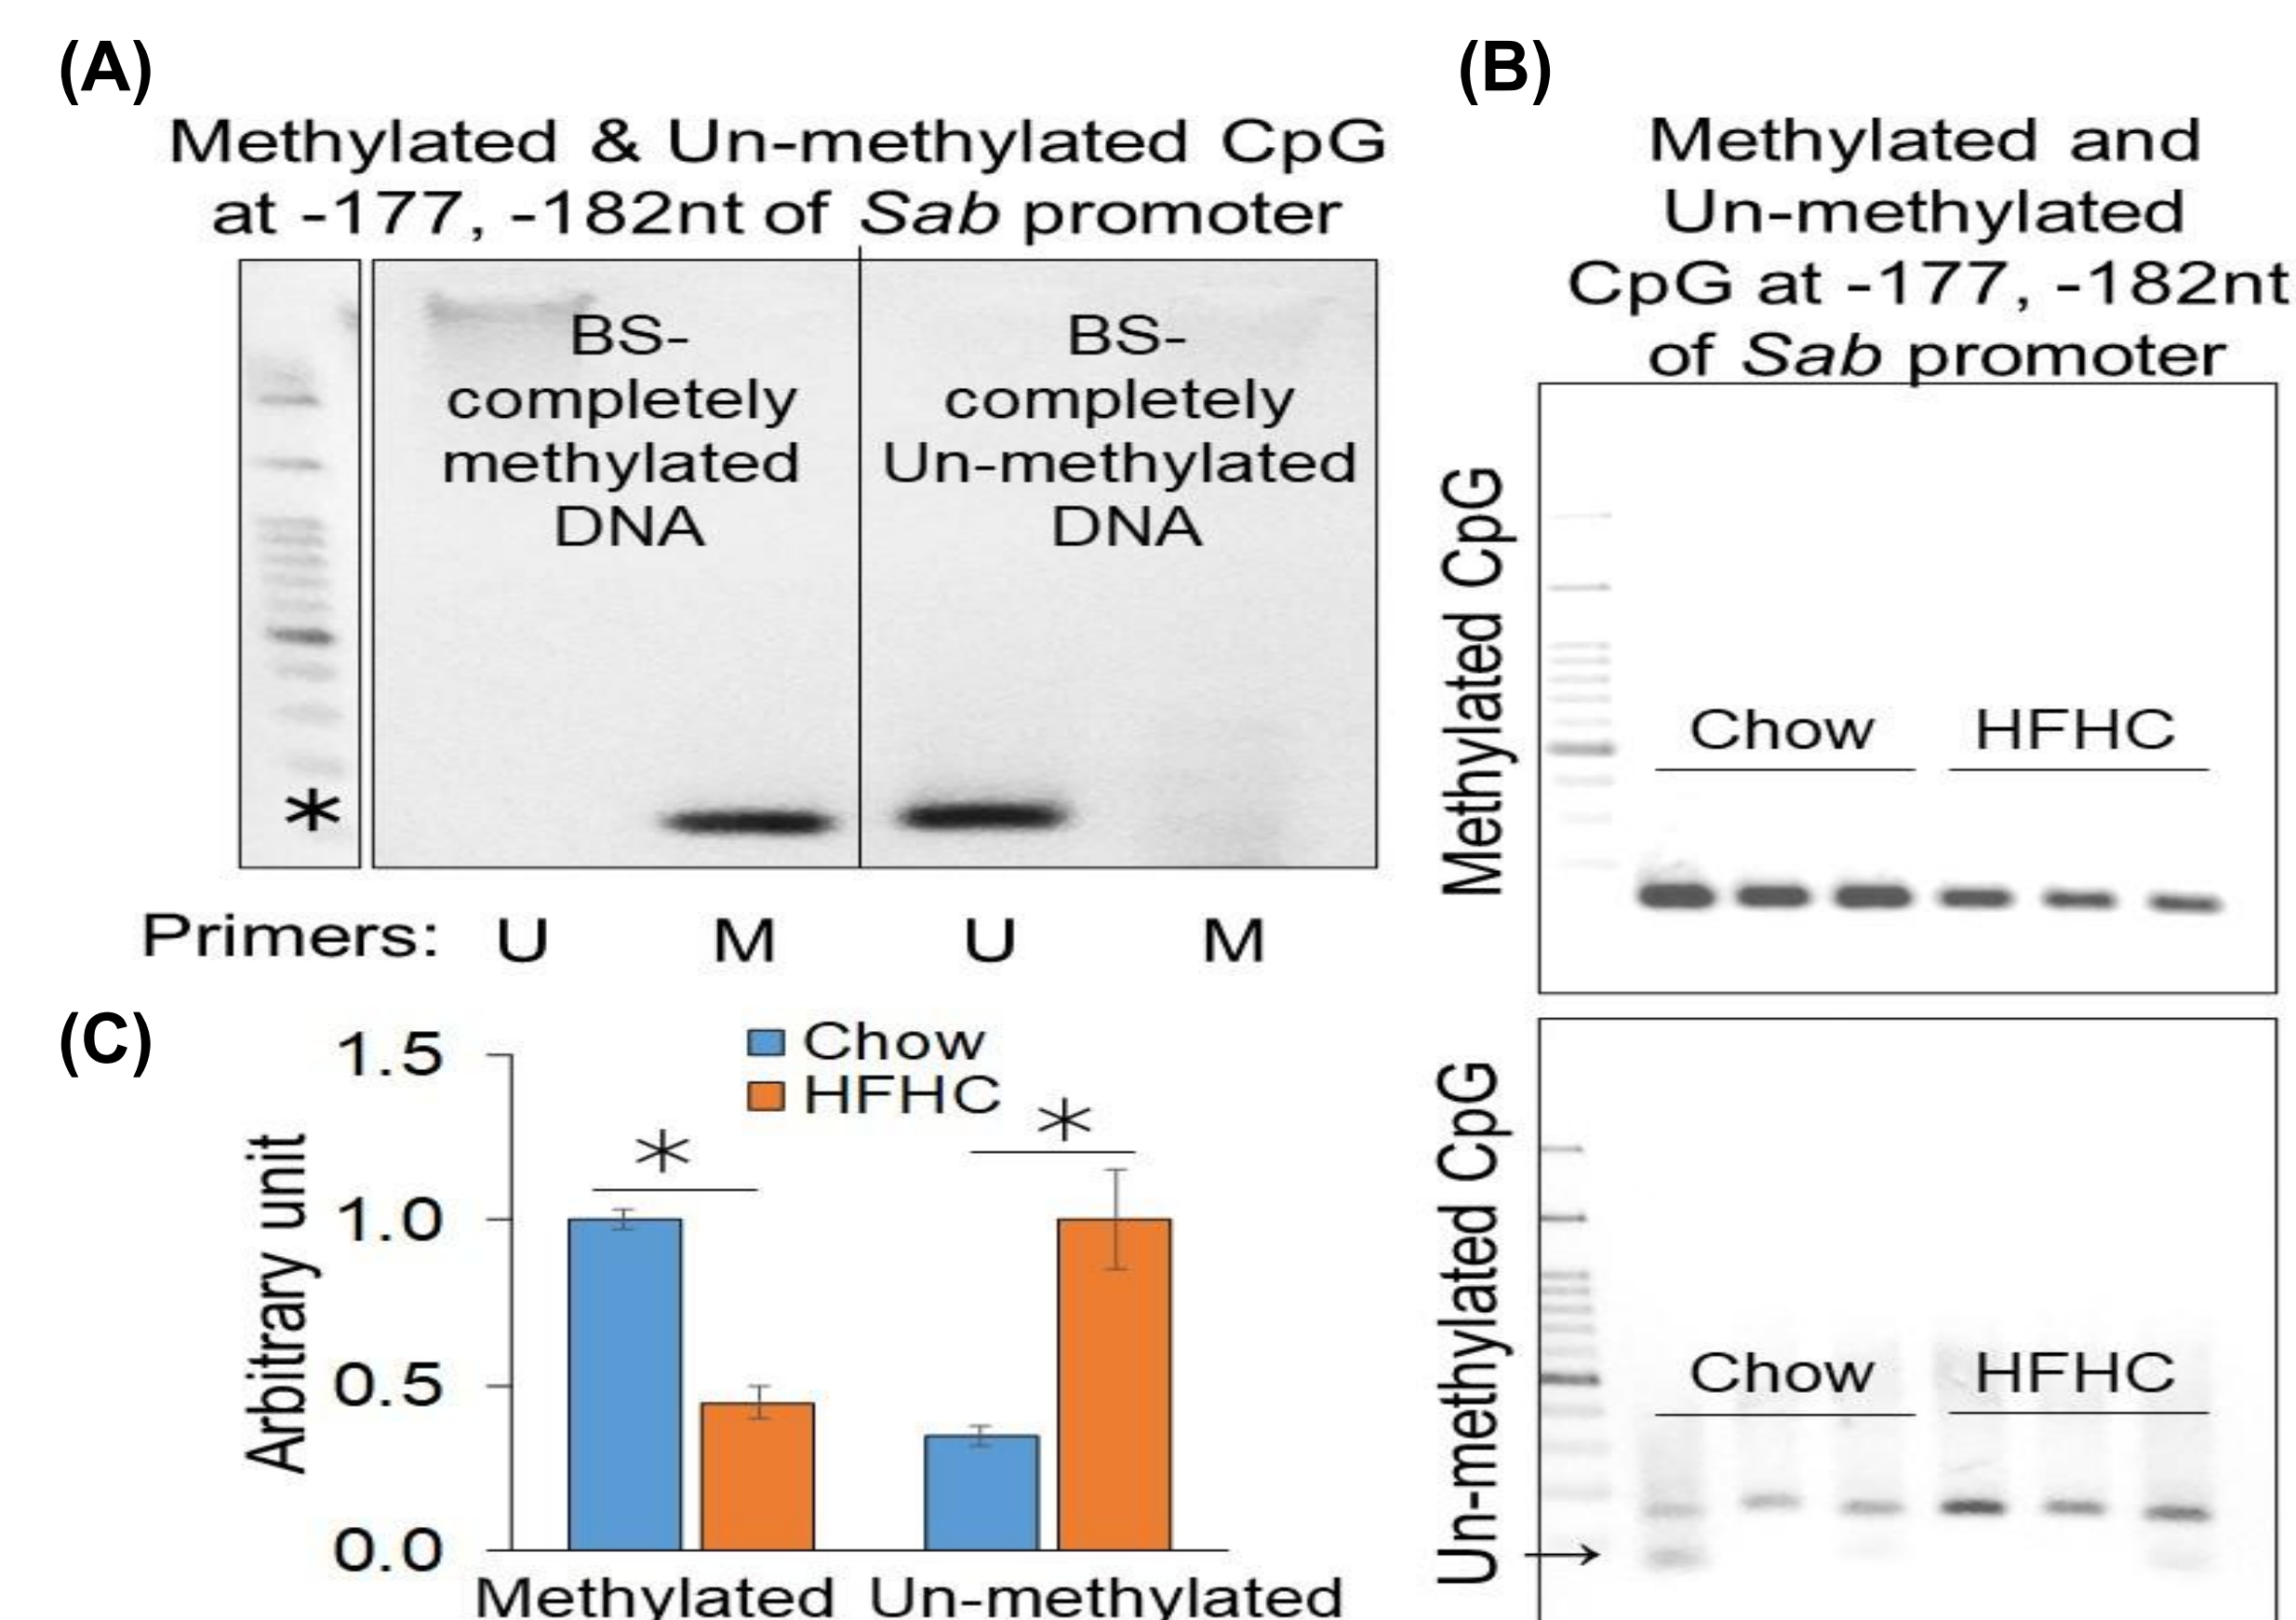 (A)
Methylated & Un-methylated CpG
at -177, -182nt of Sab promoter
BS-
completely
methylated
DNA
BS-
completely
Un-methylated
DNA
*
Primers: U M U M
(B)
Methylated and
Un-methylated
CpG at -177, -182nt
of Sab promoter
Methylated CpG
Chow HFHC
Un-methylated CpG
Chow HFHC
(C)
Chow
HFHC
Arbitrary unit
1.5
1.0
0.5
0.0
* *
Methylated Un-methylated